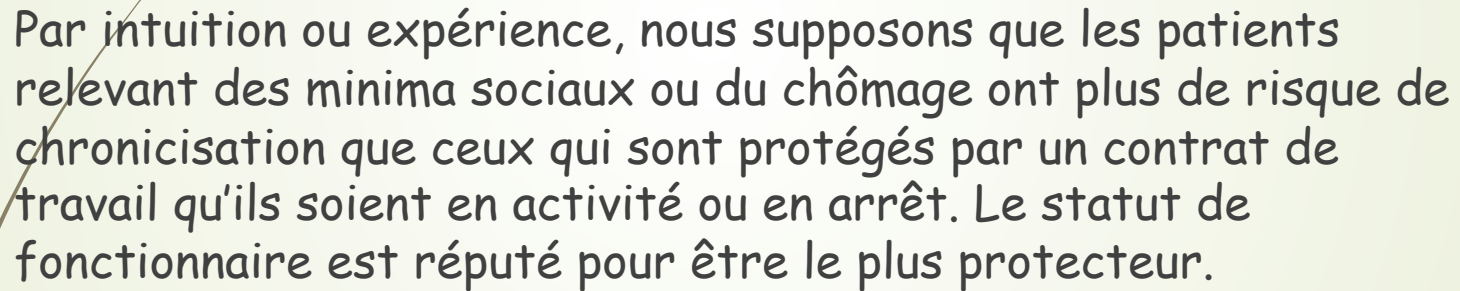 Par intuition ou expérience, nous supposons que les patients
relevant des minima sociaux ou du chômage ont plus de risque de
chronicisation que ceux qui sont protégés par un contrat de
travail qu'ils soient en activité ou en arrêt. Le statut de
fonctionnaire est réputé pour être le plus protecteur.